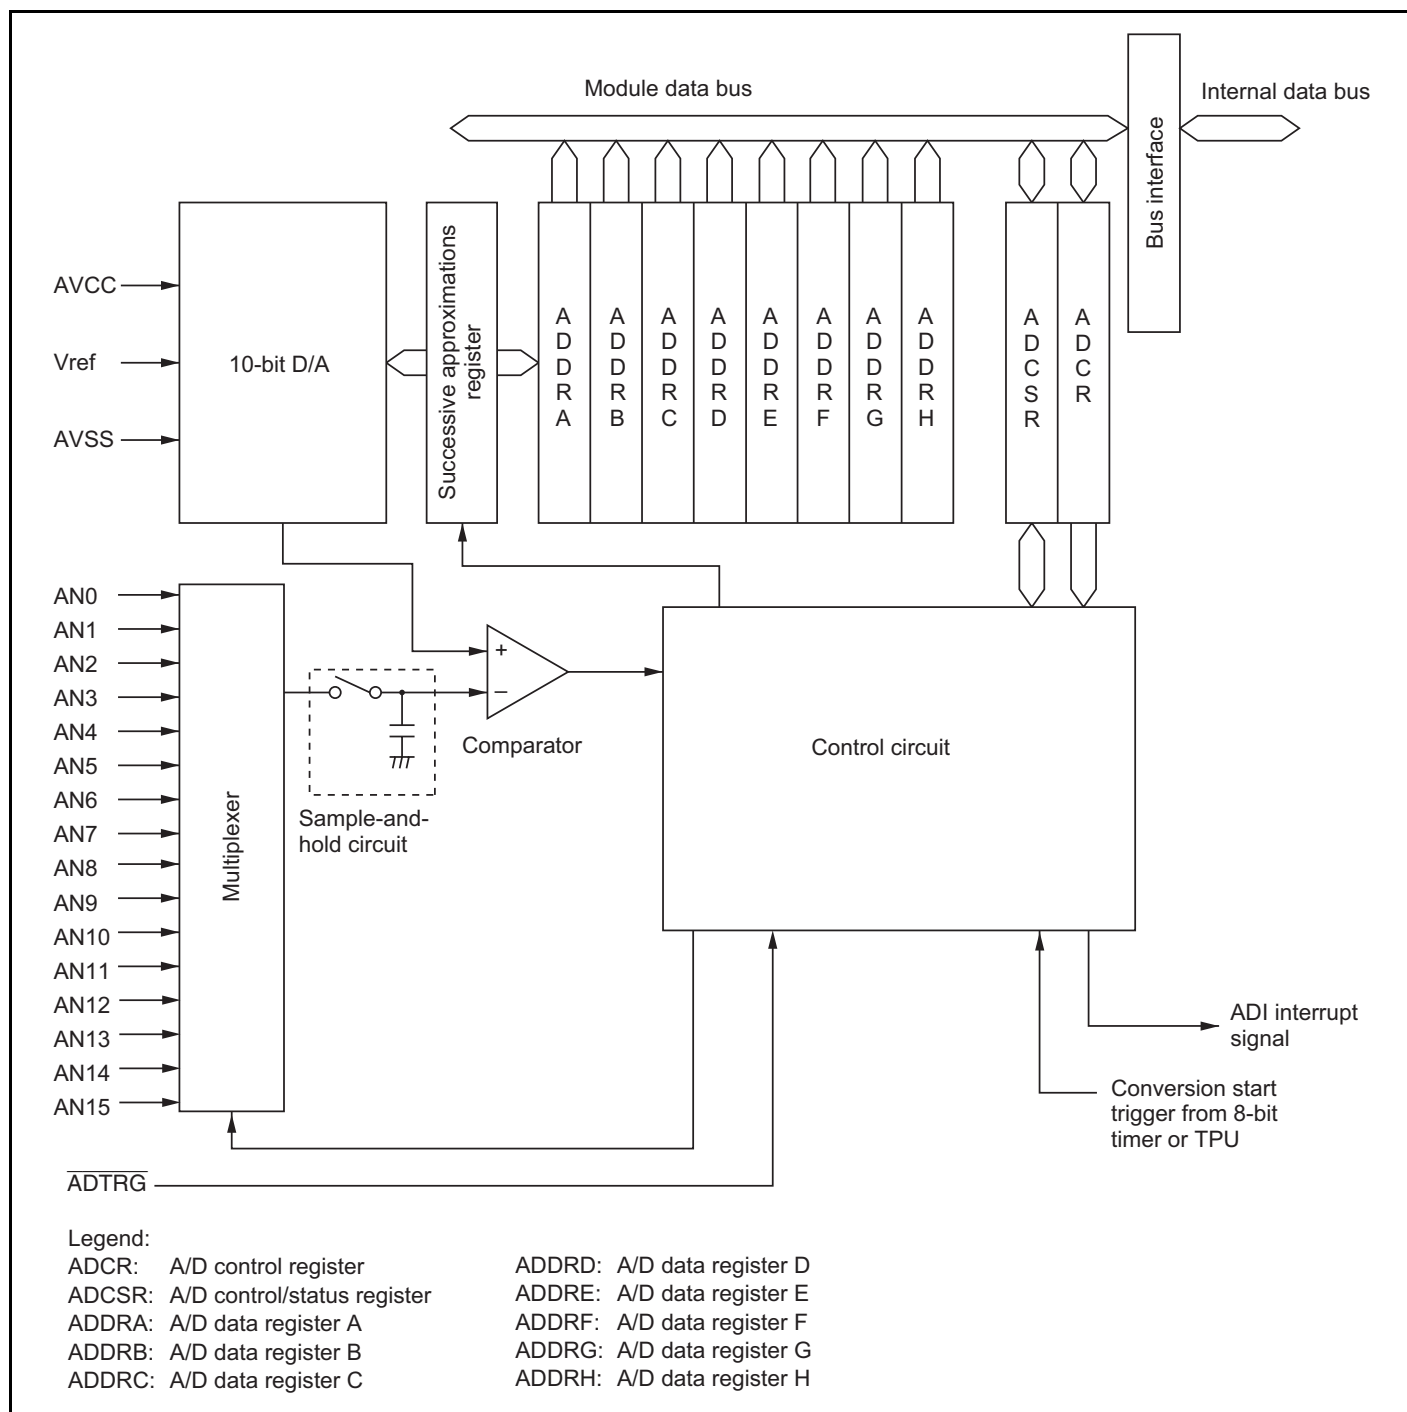 Module data bus
Internal data bus
Bus interface
AVCC
Vref
AVSS
10-bit D/A
Successive approximations
register
ADDRA
ADDRB
ADDRC
ADDRD
ADDRE
ADDRF
ADDRG
ADDRH
ADCSR
ADCR
AN0
AN1
AN2
AN3
AN4
AN5
AN6
AN7
AN8
AN9
AN10
AN11
AN12
AN13
AN14
AN15
Multiplexer
+
–
Comparator
Sample-and-
hold circuit
Control circuit
ADI interrupt
signal
Conversion start
trigger from 8-bit
timer or TPU
ADTRG
Legend:
ADCR: A/D control register
ADCSR: A/D control/status register
ADDRA: A/D data register A
ADDRB: A/D data register B
ADDRC: A/D data register C
ADDRD: A/D data register D
ADDRE: A/D data register E
ADDRF: A/D data register F
ADDRG: A/D data register G
ADDRH: A/D data register H